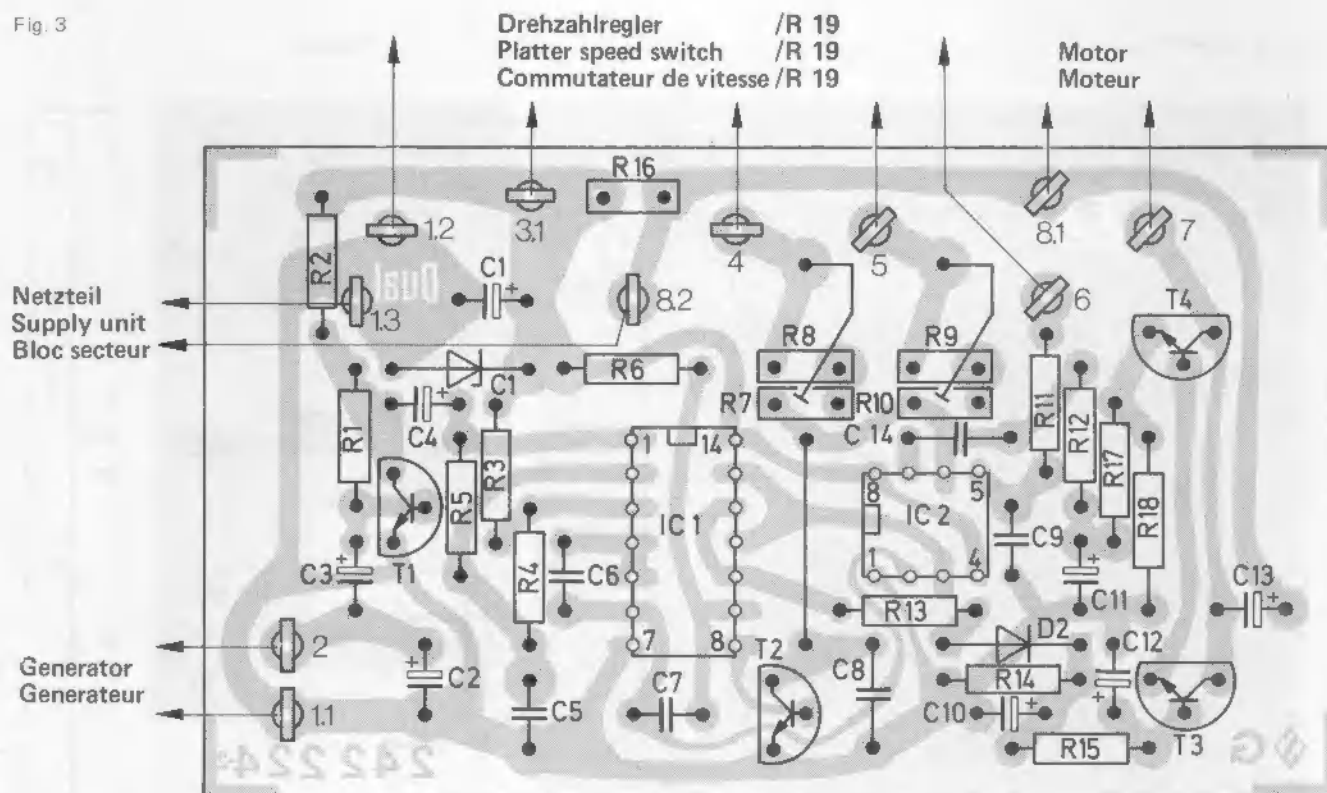 Fig. 3
Drehzahlregler /R 19
Platter speed switch /R 19
Commutateur de vitesse /R 19
Motor
Moteur
R16
1.2
3.1
4
5
8.1
7
R2
Dual
C1
+
8.2
6
T4
Netzteil
Supply unit
Bloc secteur
1.3
R8
R9
C1
R6
R7
R10
R11
R12
+
C4
R1
R5
R3
1
14
C 14
R17
R18
8
5
IC 1
IC 2
C9
T1
C3
+
R4
C6
1
4
+
C11
C13
+
R13
2
7
8
T2
D2
C12
Generator
Generateur
+
C2
C8
R14
+
C7
C5
C10
+
1.1
R15
T3
242 224
G